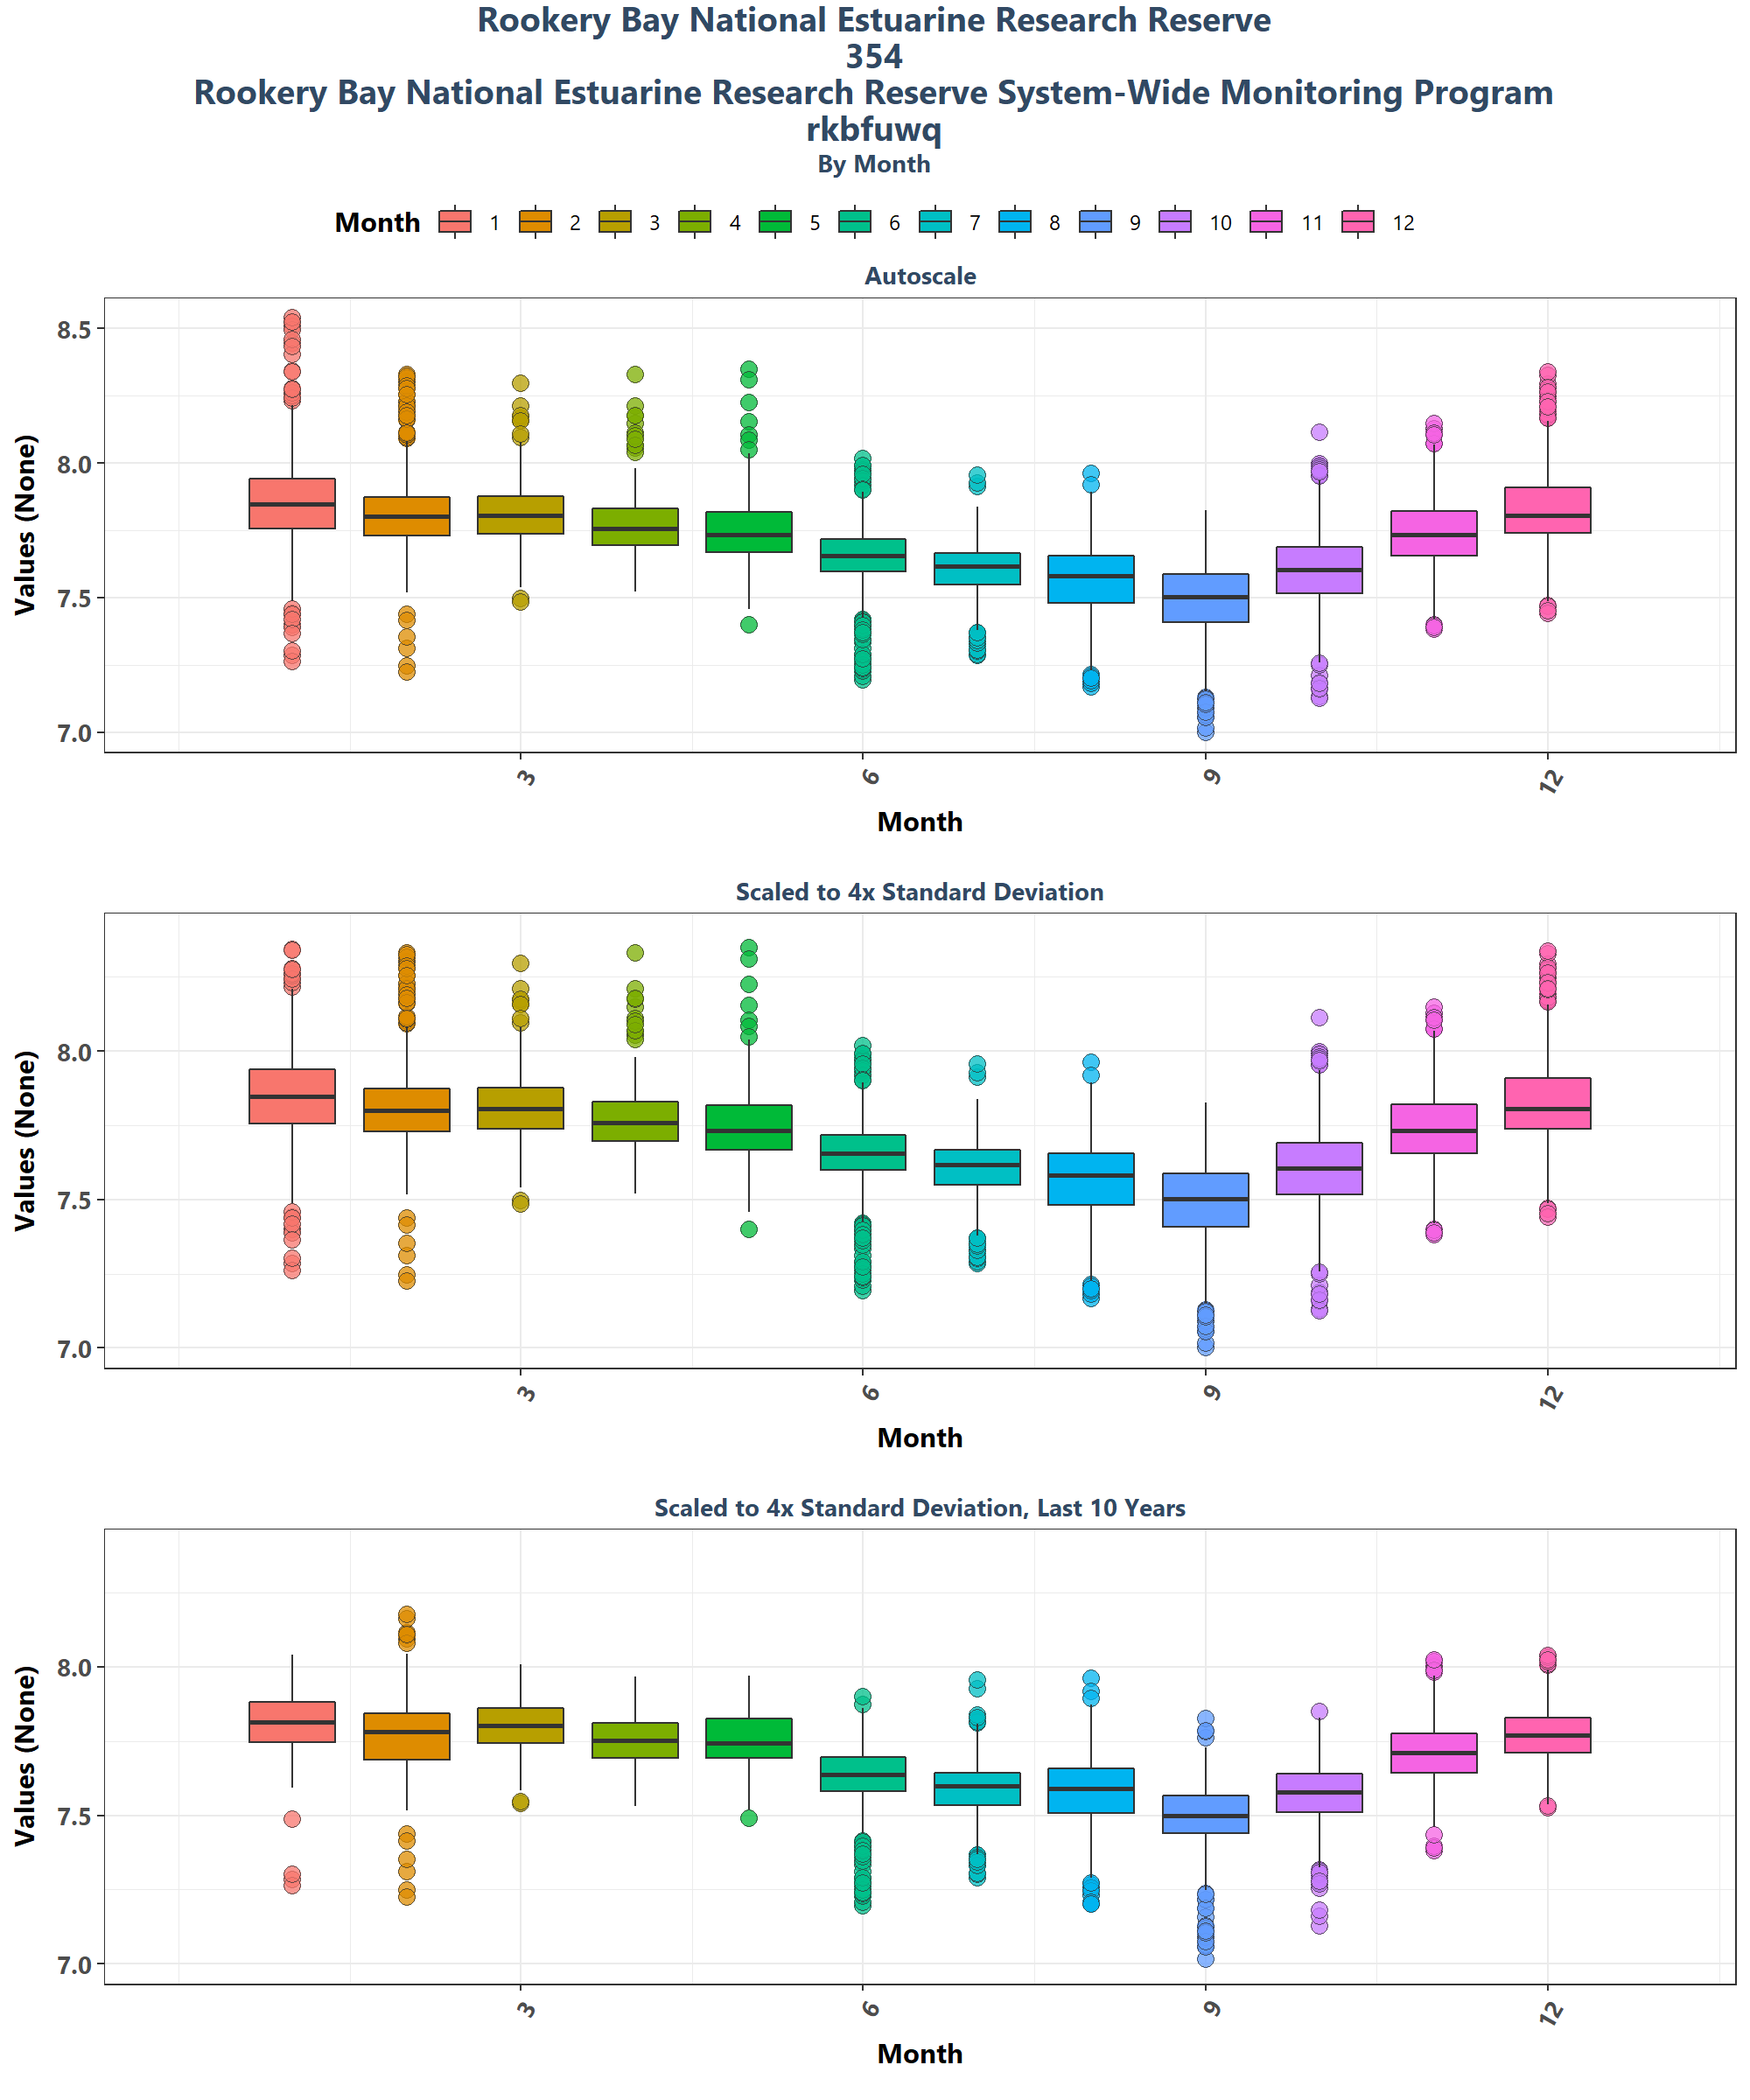 Rookery Bay National Estuarine Research Reserve
354
Rookery Bay National Estuarine Research Reserve System-Wide Monitoring Program
rkbfuwq
By Month
Month 1 2 3 4 5 6 7 8 9 10 11 12
Autoscale
Values (None)
8.5
8.0
7.5
7.0
3 6 9 12
Month
Scaled to 4x Standard Deviation
Values (None)
8.0
7.5
7.0
3 6 9 12
Month
Scaled to 4x Standard Deviation, Last 10 Years
Values (None)
8.0
7.5
7.0
3 6 9 12
Month